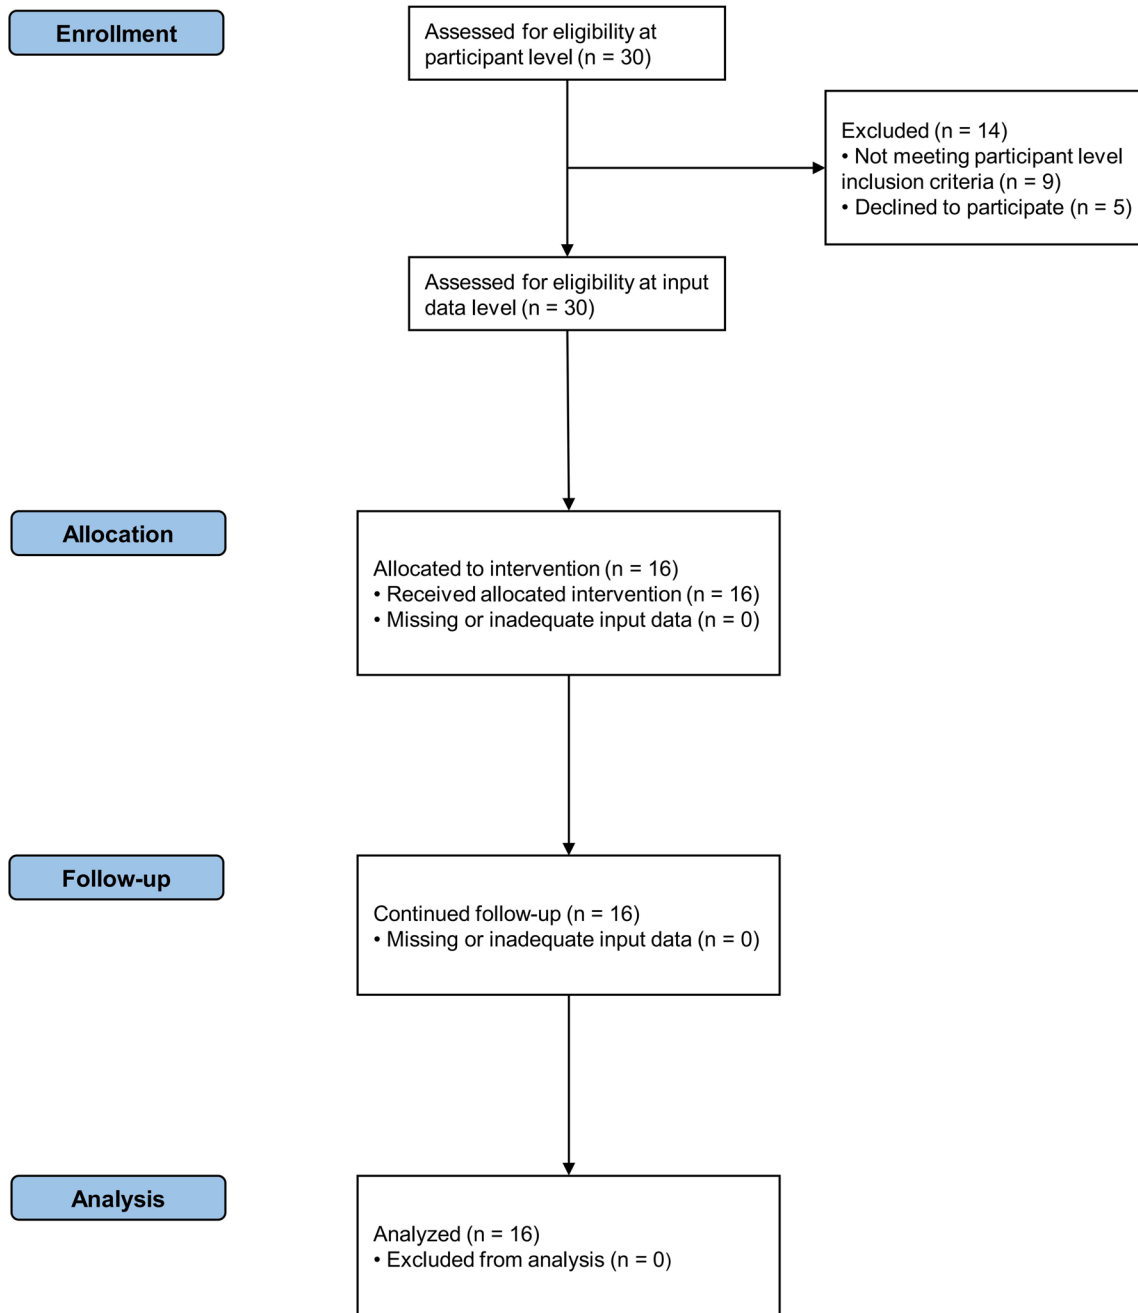 Enrollment
Assessed for eligibility at
participant level (n = 30)
Excluded (n = 14)
• Not meeting participant level
inclusion criteria (n = 9)
• Declined to participate (n = 5)
Assessed for eligibility at input
data level (n = 30)
Allocation
Allocated to intervention (n = 16)
• Received allocated intervention (n = 16)
• Missing or inadequate input data (n = 0)
Follow-up
Continued follow-up (n = 16)
• Missing or inadequate input data (n = 0)
Analysis
Analyzed (n = 16)
• Excluded from analysis (n = 0)